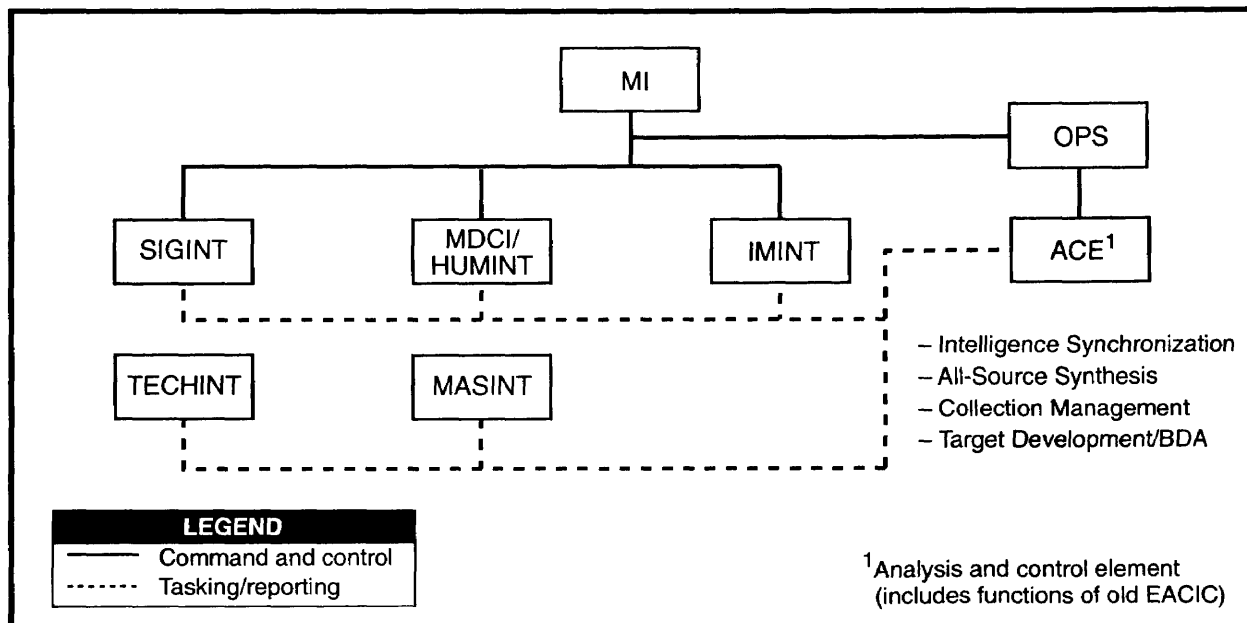 MI
OPS
SIGINT
MDCI/
HUMINT
IMINT
ACE¹
TECHINT
MASINT
– Intelligence Synchronization
– All-Source Synthesis
– Collection Management
– Target Development/BDA
LEGEND
Command and control
Tasking/reporting
¹Analysis and control element
(includes functions of old EACIC)